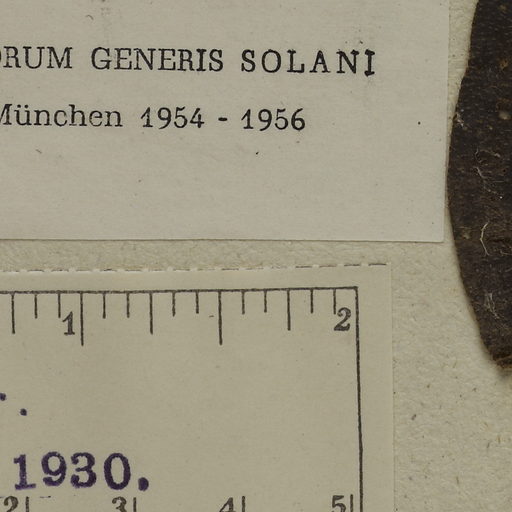 ORUM GENERIS SOLANI
München 1954 - 1956
1 2
1930.
2 3 4 5